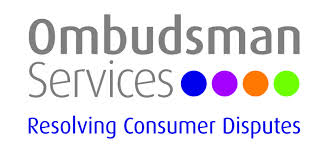 Ombudsman
Services
Resolving Consumer Disputes